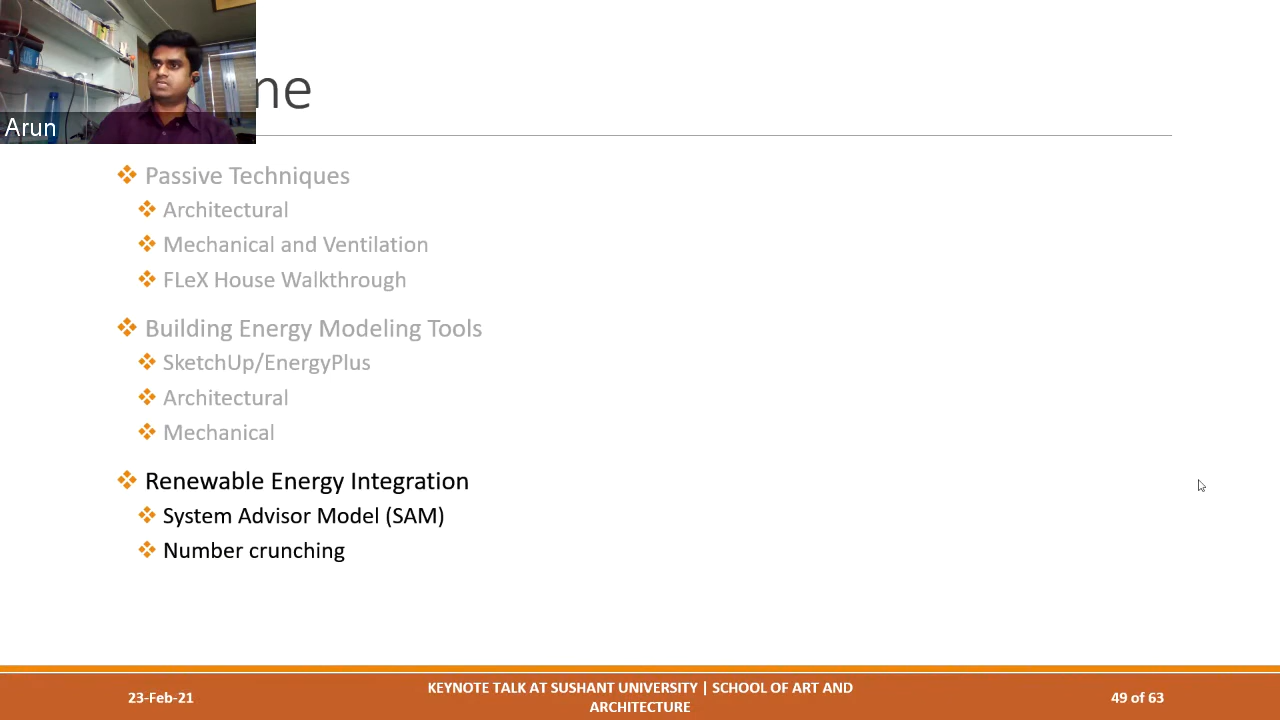 Arun
ne
Passive Techniques
Architectural
Mechanical and Ventilation
FLeX House Walkthrough
Building Energy Modeling Tools
SketchUp/EnergyPlus
Architectural
Mechanical
Renewable Energy Integration
System Advisor Model (SAM)
Number crunching
23-Feb-21
KEYNOTE TALK AT SUSHANT UNIVERSITY | SCHOOL OF ART AND
ARCHITECTURE
49 of 63